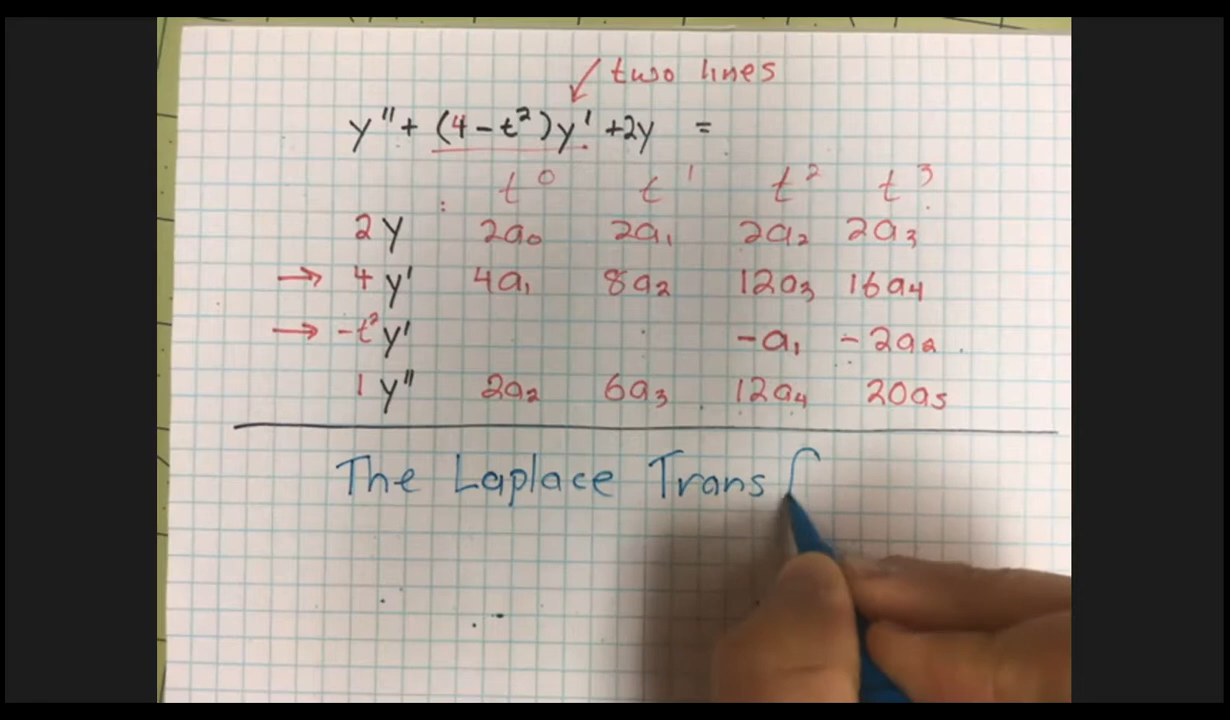 two lines
y" + (4-t²)y' +2y =
t⁰ t¹ t² t³
2y 2a₀ 2a₁ 2a₂ 2a₃
→ 4y' 4a₁ 8a₂ 12a₃ 16a₄
→ -t²y' -a₁ -2a₂
1y" 2a₂ 6a₃ 12a₄ 20a₅
The Laplace Transf